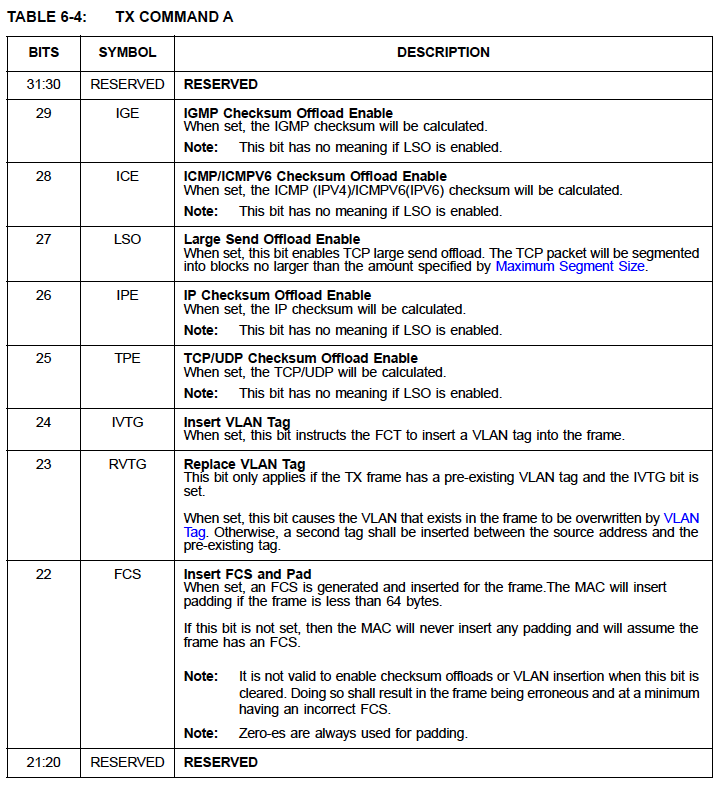 TABLE 6-4: TX COMMAND A
BITS SYMBOL DESCRIPTION
31:30 RESERVED RESERVED
29 IGE IGMP Checksum Offload Enable
When set, the IGMP checksum will be calculated.
Note: This bit has no meaning if LSO is enabled.
28 ICE ICMP/ICMPV6 Checksum Offload Enable
When set, the ICMP (IPV4)/ICMPV6(IPV6) checksum will be calculated.
Note: This bit has no meaning if LSO is enabled.
27 LSO Large Send Offload Enable
When set, this bit enables TCP large send offload. The TCP packet will be segmented
into blocks no larger than the amount specified by Maximum Segment Size.
26 IPE IP Checksum Offload Enable
When set, the IP checksum will be calculated.
Note: This bit has no meaning if LSO is enabled.
25 TPE TCP/UDP Checksum Offload Enable
When set, the TCP/UDP will be calculated.
Note: This bit has no meaning if LSO is enabled.
24 IVTG Insert VLAN Tag
When set, this bit instructs the FCT to insert a VLAN tag into the frame.
23 RVTG Replace VLAN Tag
This bit only applies if the TX frame has a pre-existing VLAN tag and the IVTG bit is
set.
When set, this bit causes the VLAN that exists in the frame to be overwritten by VLAN
Tag. Otherwise, a second tag shall be inserted between the source address and the
pre-existing tag.
22 FCS Insert FCS and Pad
When set, an FCS is generated and inserted for the frame.The MAC will insert
padding if the frame is less than 64 bytes.
If this bit is not set, then the MAC will never insert any padding and will assume the
frame has an FCS.
Note: It is not valid to enable checksum offloads or VLAN insertion when this bit is
cleared. Doing so shall result in the frame being erroneous and at a minimum
having an incorrect FCS.
Note: Zero-es are always used for padding.
21:20 RESERVED RESERVED